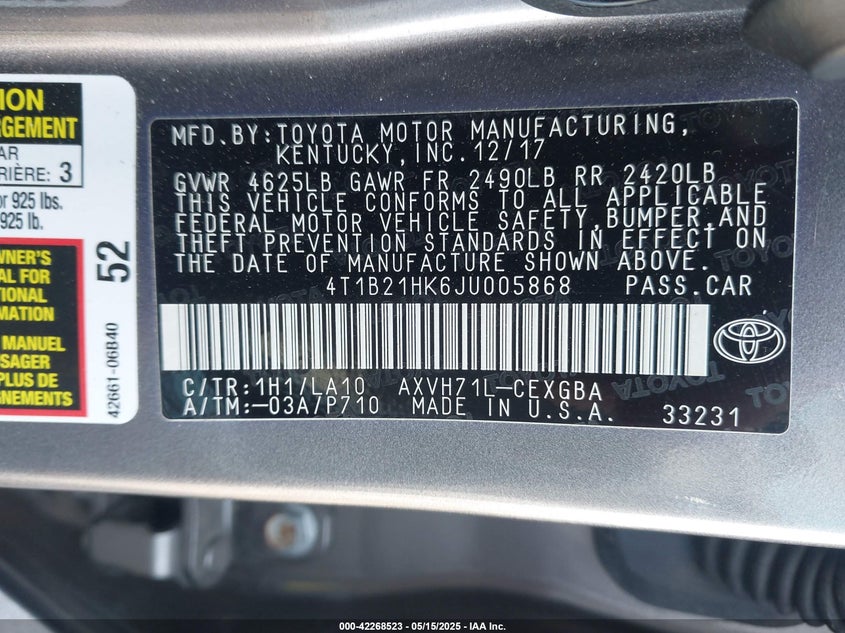 ION
RGEMENT
AR
RIÈRE: 3
or 925 lbs.
925 lb.
WNER'S
AL FOR
TIONAL
RMATION
MANUEL
SAGER
PLUS DE
GNEMENTS
52
42661-06B40
MFD.BY:TOYOTA MOTOR MANUFACTURING,
KENTUCKY,INC.12/17
GVWR 4625LB GAWR FR 2490LB RR 2420LB
THIS VEHICLE CONFORMS TO ALL APPLICABLE
FEDERAL MOTOR VEHICLE SAFETY,BUMPER,AND
THEFT PREVENTION STANDARDS IN EFFECT ON
THE DATE OF MANUFACTURE SHOWN ABOVE.
4T1B21HK6JU005868 PASS.CAR
C/TR:1H1/LA10 AXVH71L-CEXGBA
A/TM:-03A/P710 MADE IN U.S.A. 33231
000-42268523 — 05/15/2025 — IAA Inc.